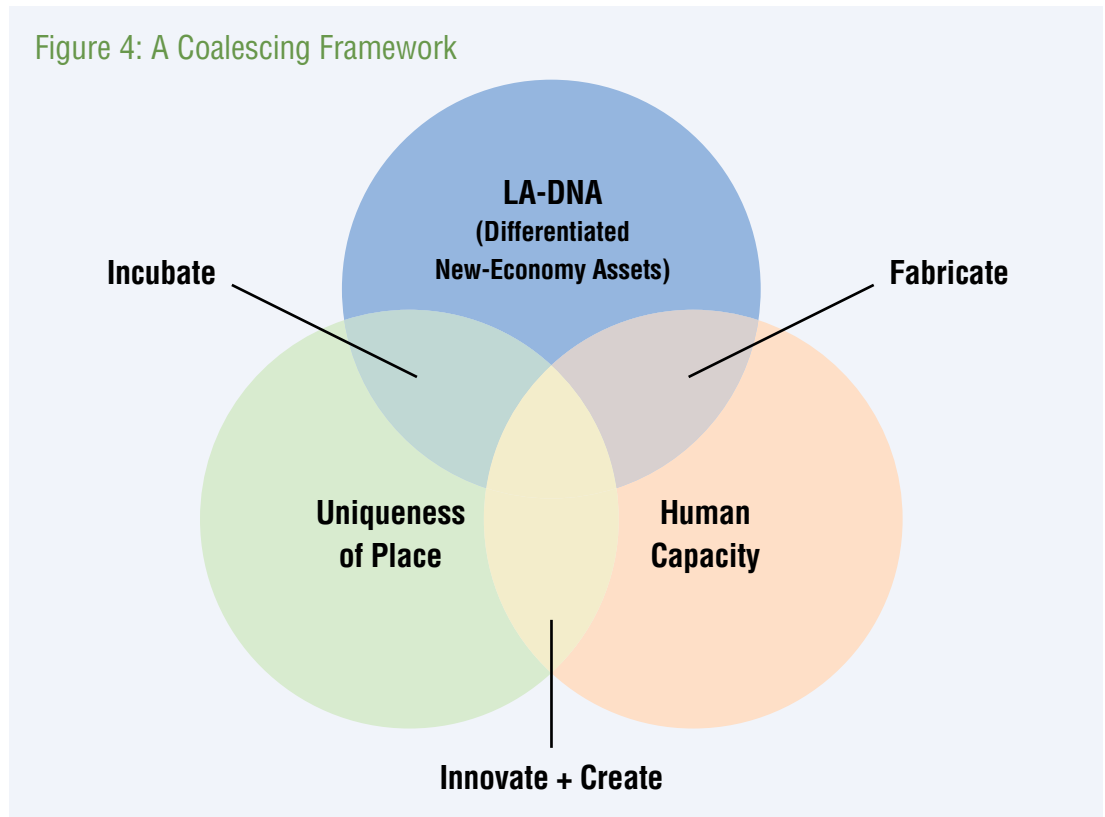 Figure 4: A Coalescing Framework
LA-DNA
(Differentiated
New-Economy Assets)
Incubate
Fabricate
Uniqueness
of Place
Human
Capacity
Innovate + Create